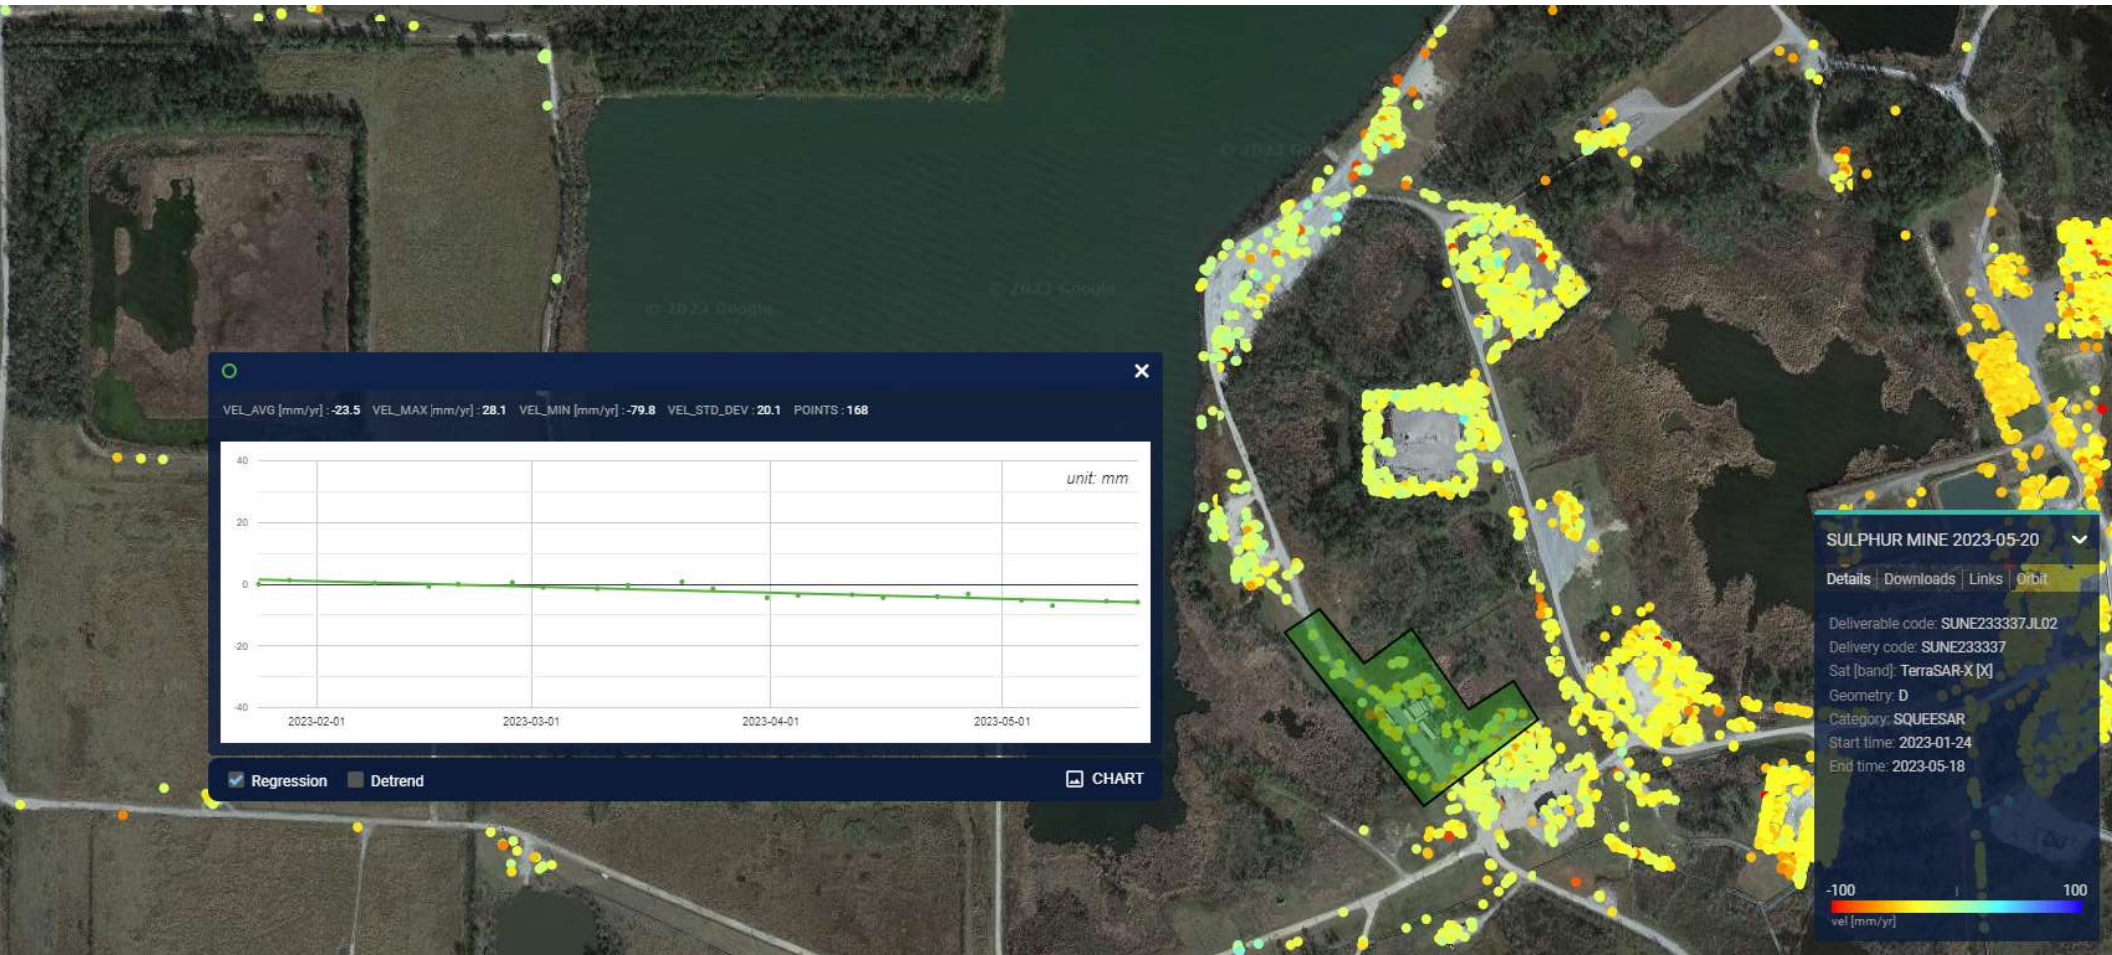 © 2023 Google
© 2023 Google
VEL_AVG [mm/yr] : -23.5 VEL_MAX [mm/yr] : 28.1 VEL_MIN [mm/yr] : -79.8 VEL_STD_DEV : 20.1 POINTS : 168
unit: mm
40
20
0
-20
-40
2023-02-01 2023-03-01 2023-04-01 2023-05-01
Regression Detrend CHART
SULPHUR MINE 2023-05-20
Details Downloads Links Orbit
Deliverable code: SUNE233337JL02
Delivery code: SUNE233337
Sat [band]: TerraSAR-X [X]
Geometry: D
Category: SQUEESAR
Start time: 2023-01-24
End time: 2023-05-18
-100 100
vel [mm/yr]